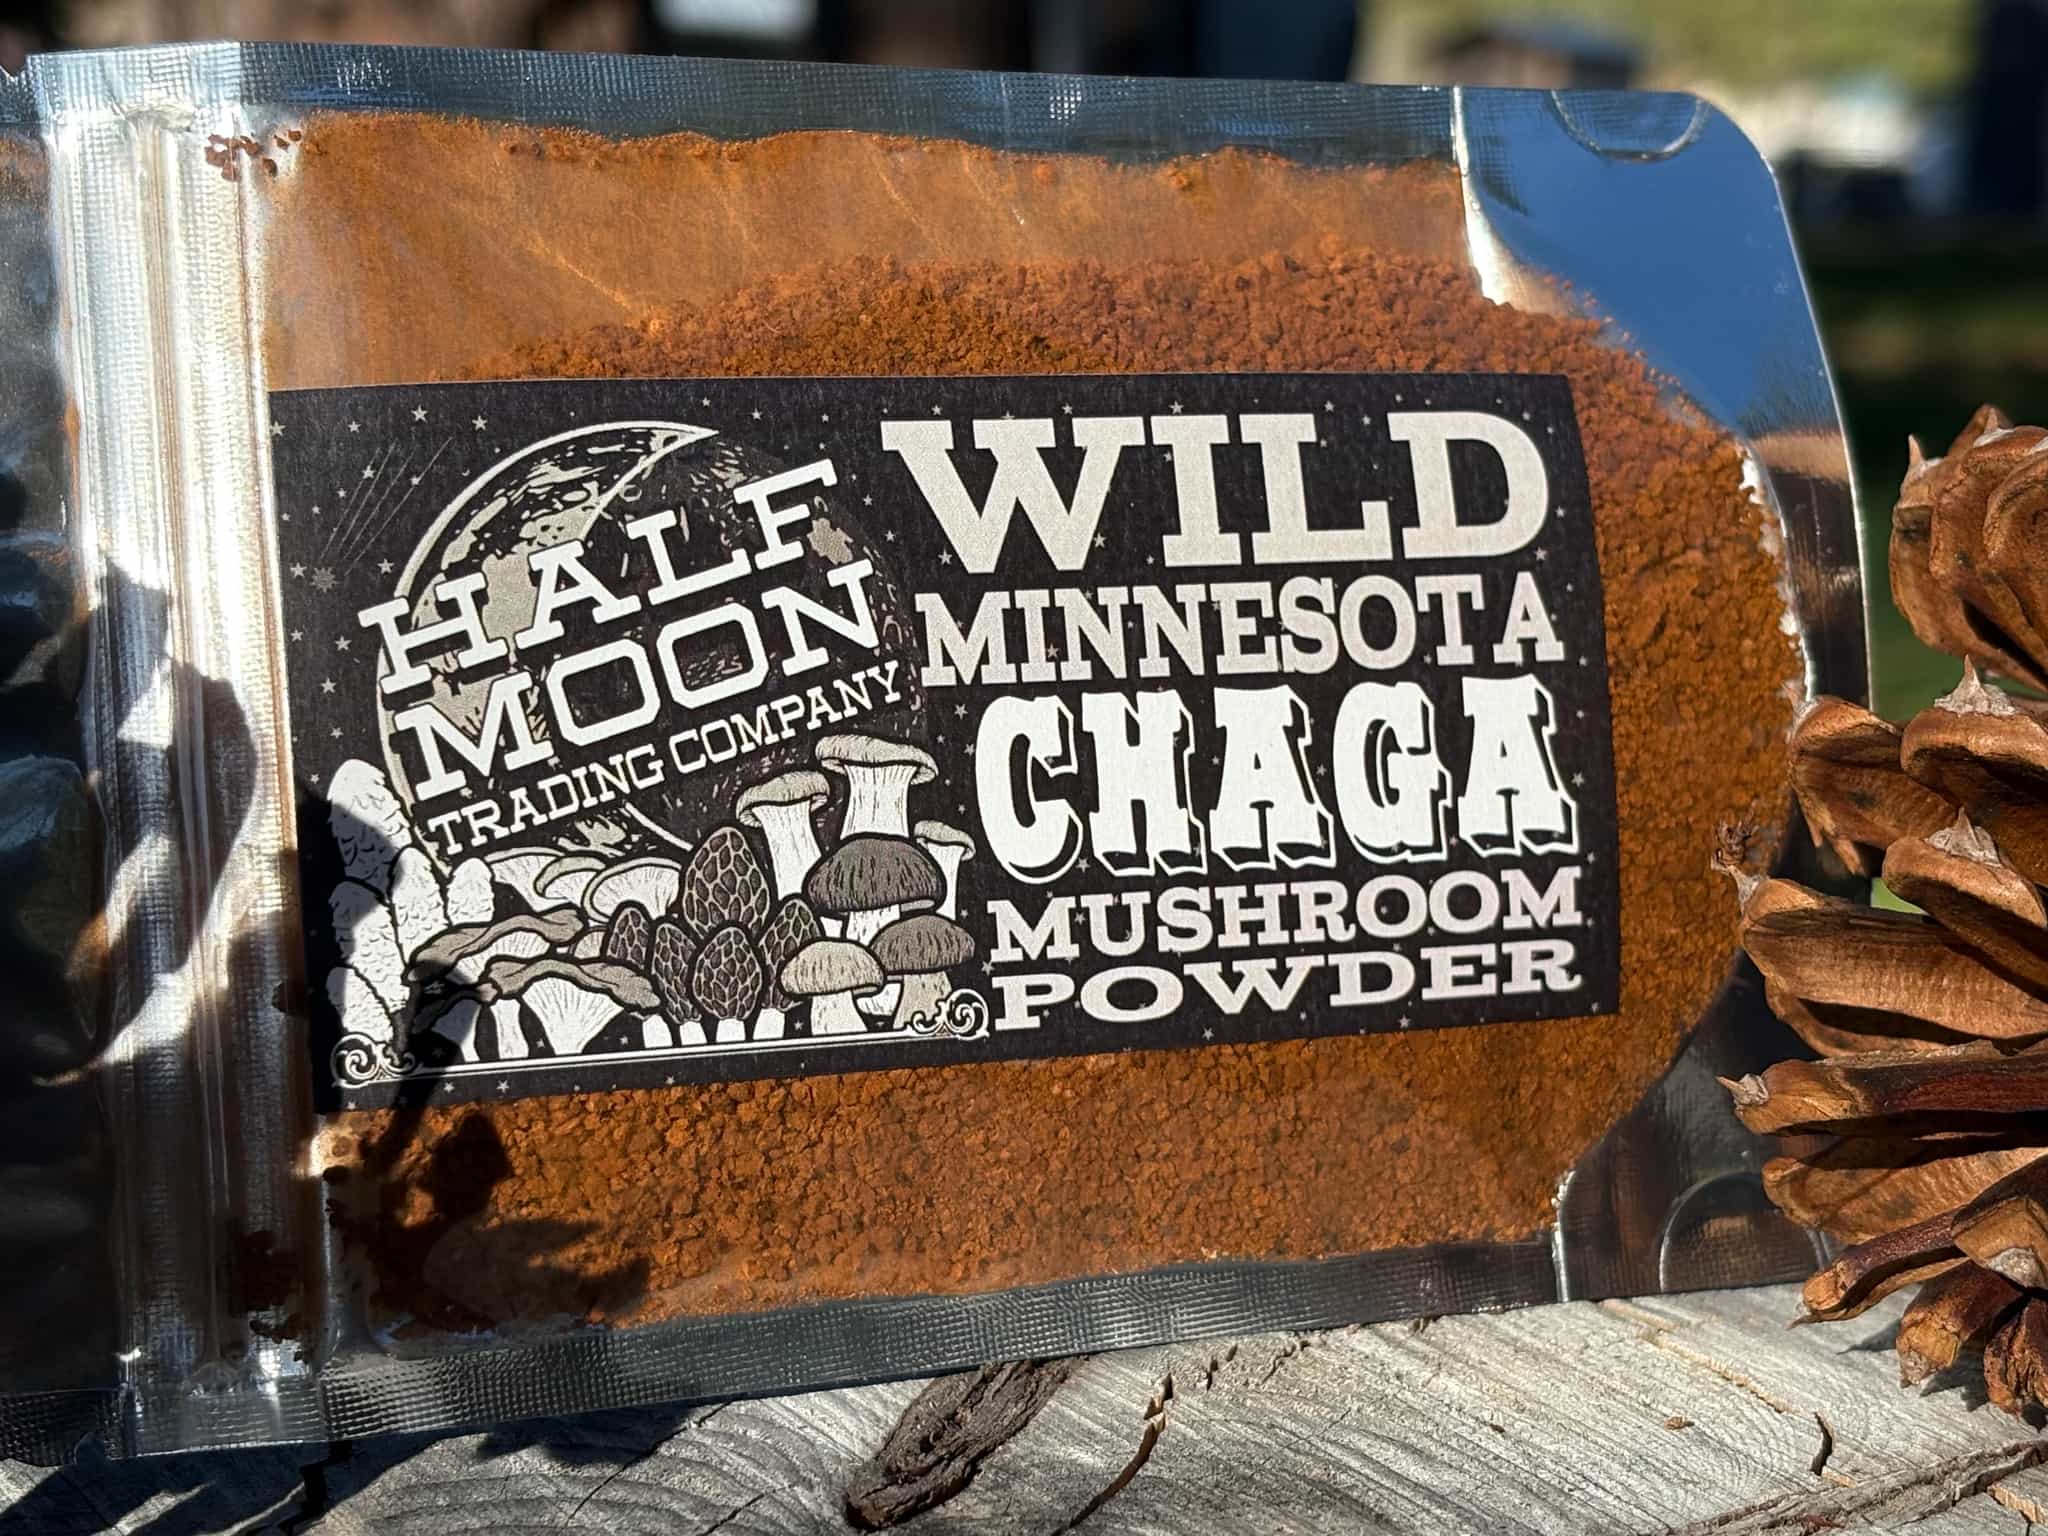 HALF
MOON
TRADING COMPANY
WILD
MINNESOTA
CHAGA
MUSHROOM
POWDER